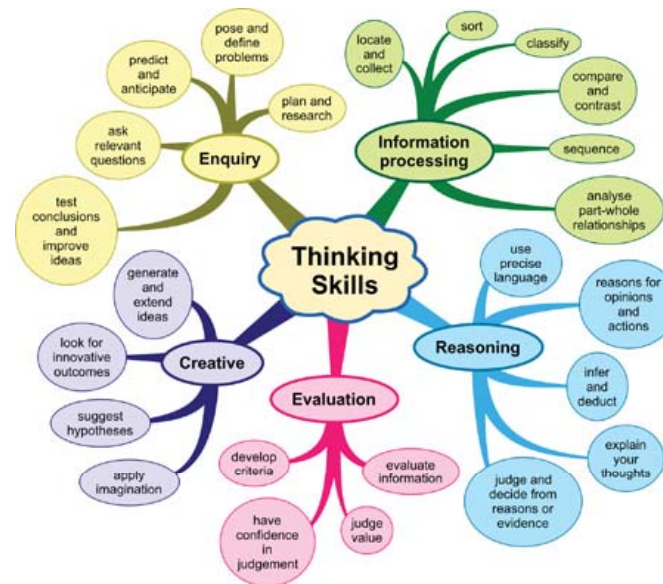 Thinking
Skills
Enquiry
pose and
define
problems
predict
and
anticipate
plan and
research
ask
relevant
questions
test
conclusions
and
improve
ideas
Information
processing
locate
and
collect
sort
classify
compare
and
contrast
sequence
analyse
part-whole
relationships
Reasoning
use
precise
language
reasons for
opinions
and
actions
infer
and
deduct
explain
your
thoughts
judge and
decide from
reasons or
evidence
Evaluation
develop
criteria
evaluate
information
have
confidence
in
judgement
judge
value
Creative
generate
and
extend
ideas
look for
innovative
outcomes
suggest
hypotheses
apply
imagination